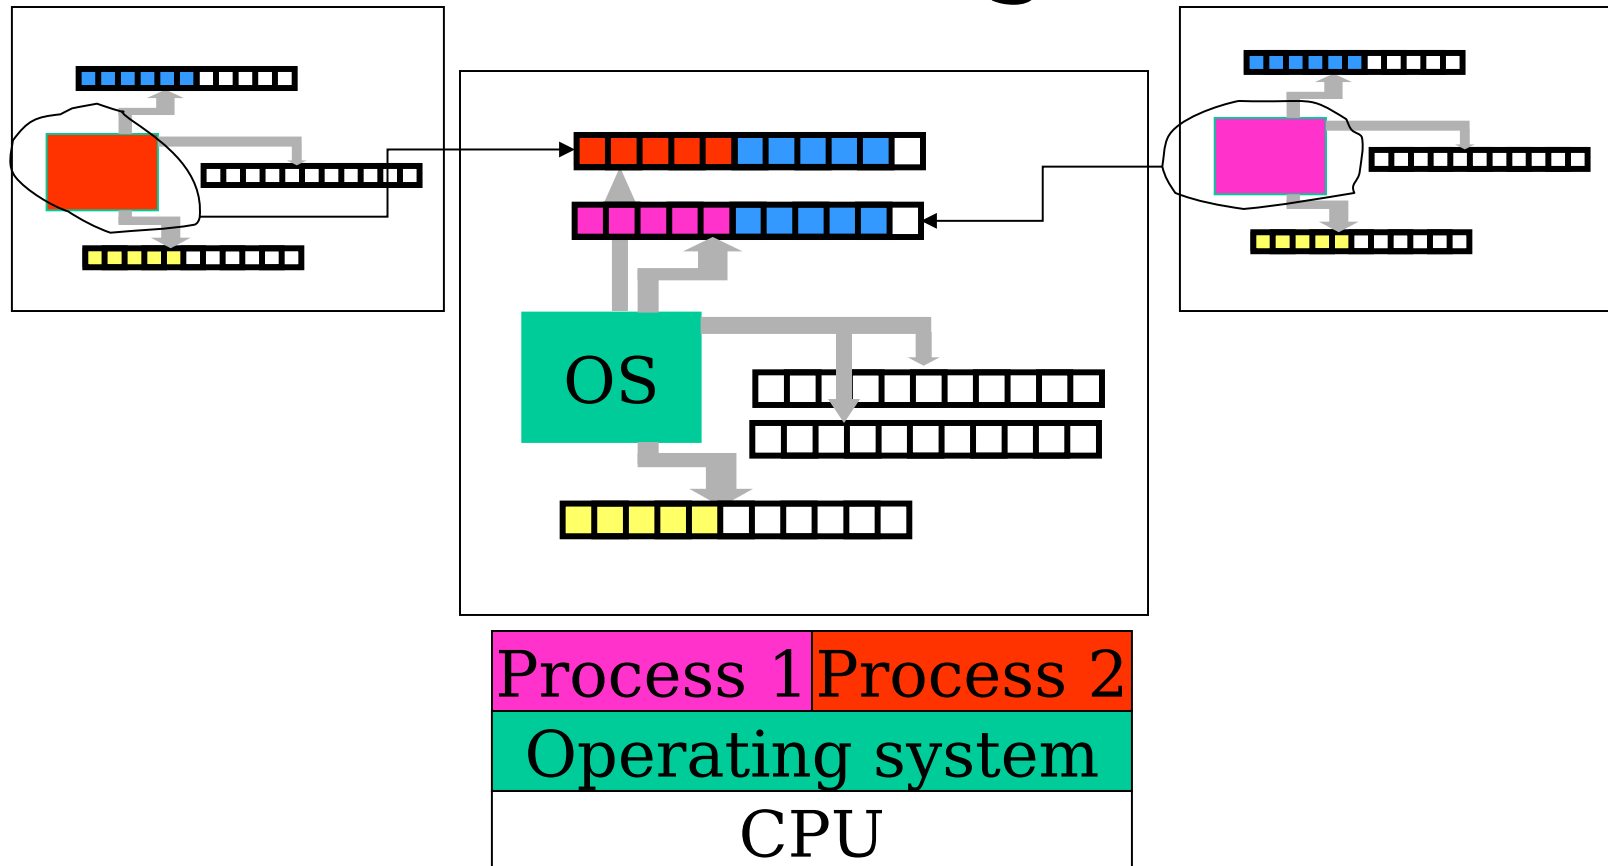 OS
Process 1 Process 2
Operating system
CPU